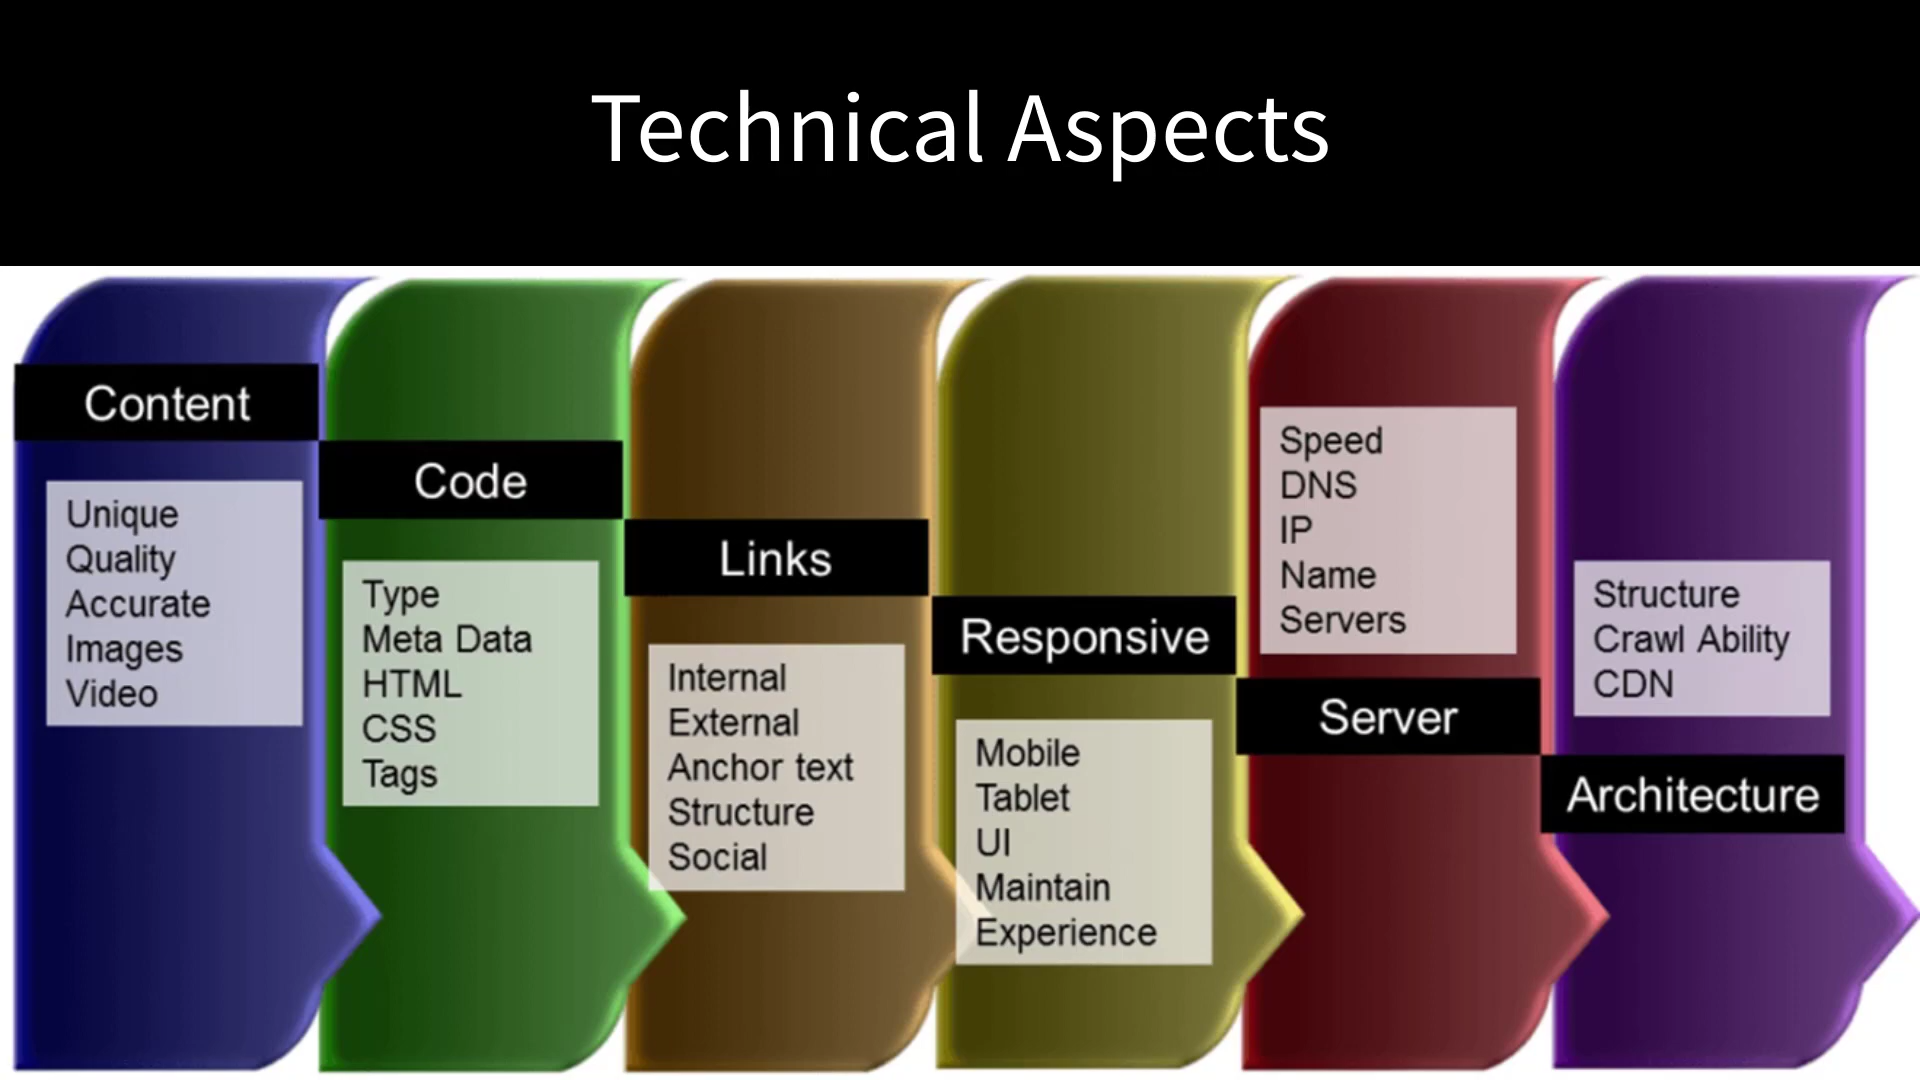 Technical Aspects
Content
Unique
Quality
Accurate
Images
Video
Code
Type
Meta Data
HTML
CSS
Tags
Links
Internal
External
Anchor text
Structure
Social
Responsive
Mobile
Tablet
UI
Maintain
Experience
Speed
DNS
IP
Name
Servers
Server
Structure
Crawl Ability
CDN
Architecture